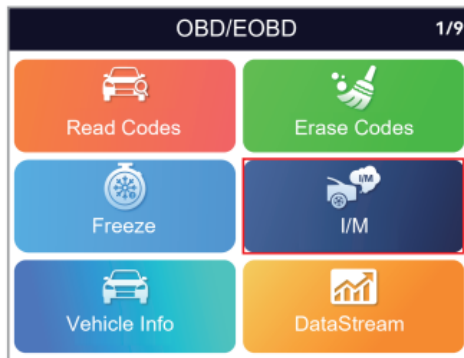 OBD/EOBD 1/9
Read Codes
Erase Codes
Freeze
I/M
I/M
Vehicle Info
DataStream